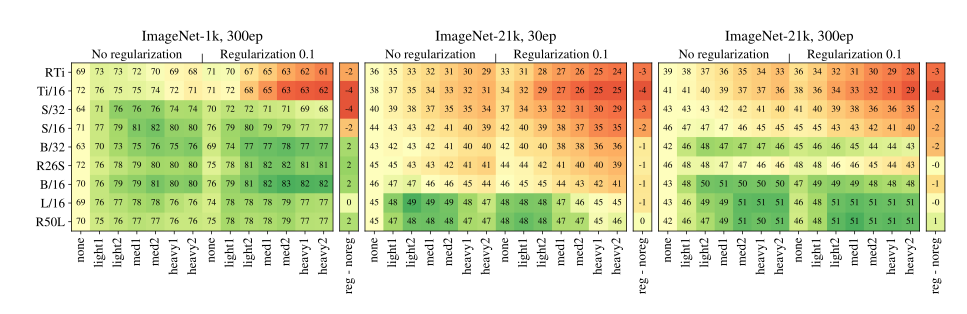 ImageNet-1k, 300ep
ImageNet-21k, 30ep
ImageNet-21k, 300ep
No regularization
Regularization 0.1
No regularization
Regularization 0.1
No regularization
Regularization 0.1
RTi 69 73 73 72 70 69 68 71 70 67 65 63 62 61 -2 36 35 33 32 31 30 29 33 31 28 27 26 25 24 -3 39 38 37 36 35 34 33 36 34 32 31 30 29 28 -3
Ti/16 72 76 75 75 74 72 71 71 72 68 65 63 63 62 -4 38 37 35 34 34 32 31 34 32 29 27 26 25 25 -4 41 41 40 39 37 37 36 38 36 34 33 32 31 29 -4
S/32 64 71 76 76 76 75 74 70 72 72 71 71 69 68 -4 40 39 38 37 35 34 34 37 35 34 32 31 30 29 -3 43 43 43 42 42 41 40 41 40 39 38 36 35 34 -2
S/16 71 77 79 81 82 80 80 76 79 80 79 79 77 77 -2 44 43 43 42 41 40 39 42 40 39 38 37 35 35 -2 46 47 47 47 46 45 45 45 44 43 43 42 41 40 -2
B/32 63 70 73 75 76 75 76 69 74 77 77 78 77 77 2 44 43 42 41 41 40 40 43 42 40 39 38 38 36 -1 42 46 48 47 47 47 46 46 46 45 46 44 44 43 -2
R26S 72 76 78 79 80 80 80 75 78 81 82 82 81 81 2 45 45 43 43 42 41 40 44 44 42 41 40 40 39 -1 46 48 48 47 47 46 46 48 48 46 46 45 44 43 -0
B/16 70 76 79 79 81 80 80 76 79 81 82 83 82 82 2 46 47 47 46 45 44 45 47 46 45 44 43 42 41 -1 43 48 50 51 50 50 50 47 49 49 49 49 48 48 -1
L/16 69 76 77 76 78 76 74 75 78 78 78 79 77 77 0 45 48 49 49 48 48 47 48 48 48 47 46 45 45 -1 43 48 49 49 51 51 51 48 49 51 51 51 51 51 -0
R50L 70 75 76 77 76 77 76 75 78 78 78 79 77 77 2 45 47 48 48 48 48 47 48 48 48 47 47 45 46 0 42 46 49 47 51 50 51 46 48 51 51 51 51 51 1
none light1 light2 med1 med2 heavy1 heavy2 none light1 light2 med1 med2 heavy1 heavy2 reg - noreg none light1 light2 med1 med2 heavy1 heavy2 none light1 light2 med1 med2 heavy1 heavy2 reg - noreg none light1 light2 med1 med2 heavy1 heavy2 none light1 light2 med1 med2 heavy1 heavy2 reg - noreg